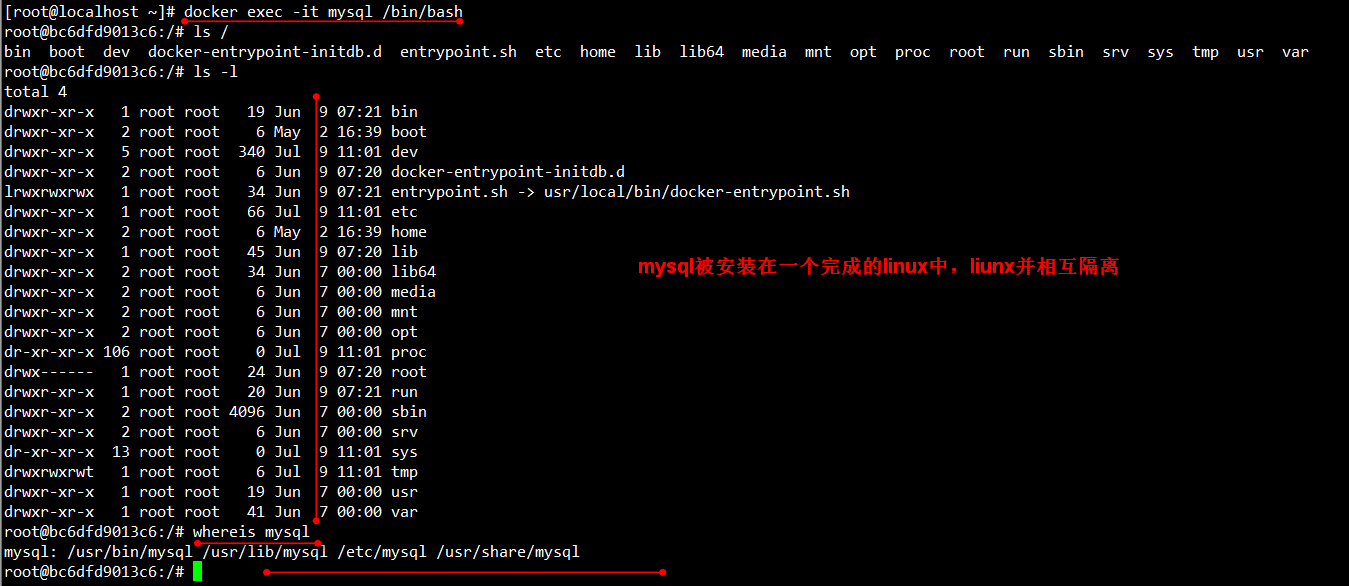 [root@localhost ~]# docker exec -it mysql /bin/bash
root@bc6dfd9013c6:/# ls /
bin  boot  dev  docker-entrypoint-initdb.d  entrypoint.sh  etc  home  lib  lib64  media  mnt  opt  proc  root  run  sbin  srv  sys  tmp  usr  var
root@bc6dfd9013c6:/# ls -l
total 4
drwxr-xr-x   1 root root   19 Jun  9 07:21 bin
drwxr-xr-x   2 root root    6 May  2 16:39 boot
drwxr-xr-x   5 root root  340 Jul  9 11:01 dev
drwxr-xr-x   2 root root    6 Jun  9 07:20 docker-entrypoint-initdb.d
lrwxrwxrwx   1 root root   34 Jun  9 07:21 entrypoint.sh -> usr/local/bin/docker-entrypoint.sh
drwxr-xr-x   1 root root   66 Jul  9 11:01 etc
drwxr-xr-x   2 root root    6 May  2 16:39 home
drwxr-xr-x   1 root root   45 Jun  9 07:20 lib
drwxr-xr-x   2 root root   34 Jun  7 00:00 lib64
mysql被安装在一个完成的linux中，liunx并相互隔离
drwxr-xr-x   2 root root    6 Jun  7 00:00 media
drwxr-xr-x   2 root root    6 Jun  7 00:00 mnt
drwxr-xr-x   2 root root    6 Jun  7 00:00 opt
dr-xr-xr-x 106 root root    0 Jul  9 11:01 proc
drwx------   1 root root   24 Jun  9 07:20 root
drwxr-xr-x   1 root root   20 Jun  9 07:21 run
drwxr-xr-x   2 root root 4096 Jun  7 00:00 sbin
drwxr-xr-x   2 root root    6 Jun  7 00:00 srv
dr-xr-xr-x  13 root root    0 Jul  9 11:01 sys
drwxrwxrwt   1 root root    6 Jul  9 11:01 tmp
drwxr-xr-x   1 root root   19 Jun  7 00:00 usr
drwxr-xr-x   1 root root   41 Jun  7 00:00 var
root@bc6dfd9013c6:/# whereis mysql
mysql: /usr/bin/mysql /usr/lib/mysql /etc/mysql /usr/share/mysql
root@bc6dfd9013c6:/#